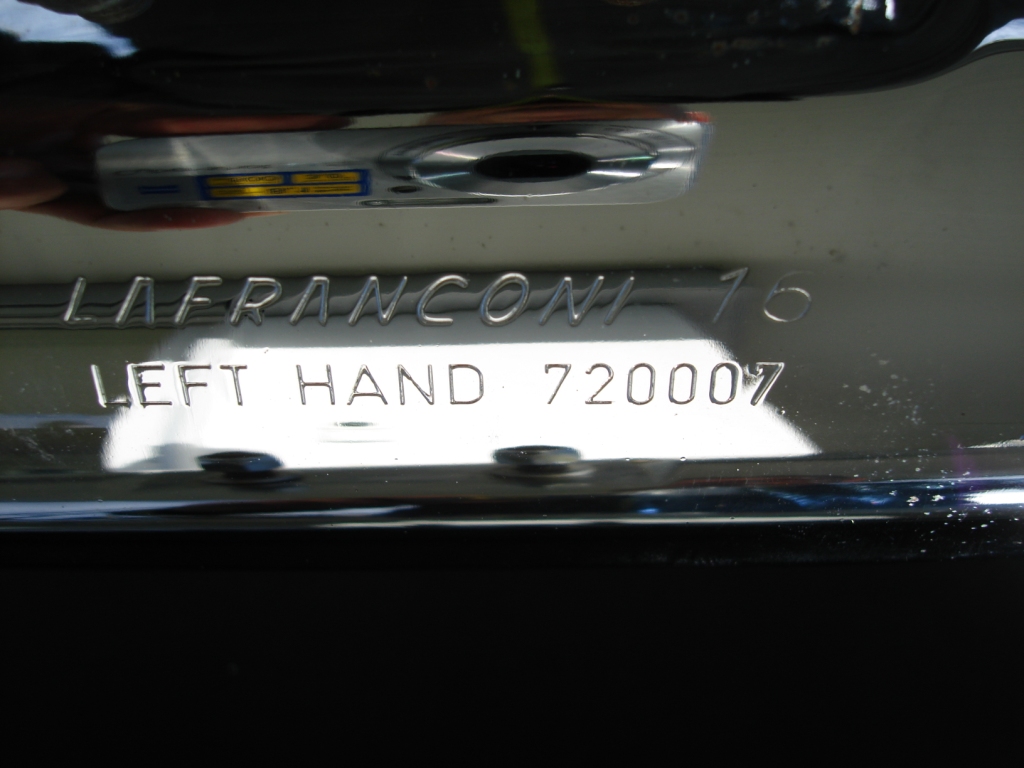 LAFRANCONI 16
LEFT HAND 720007